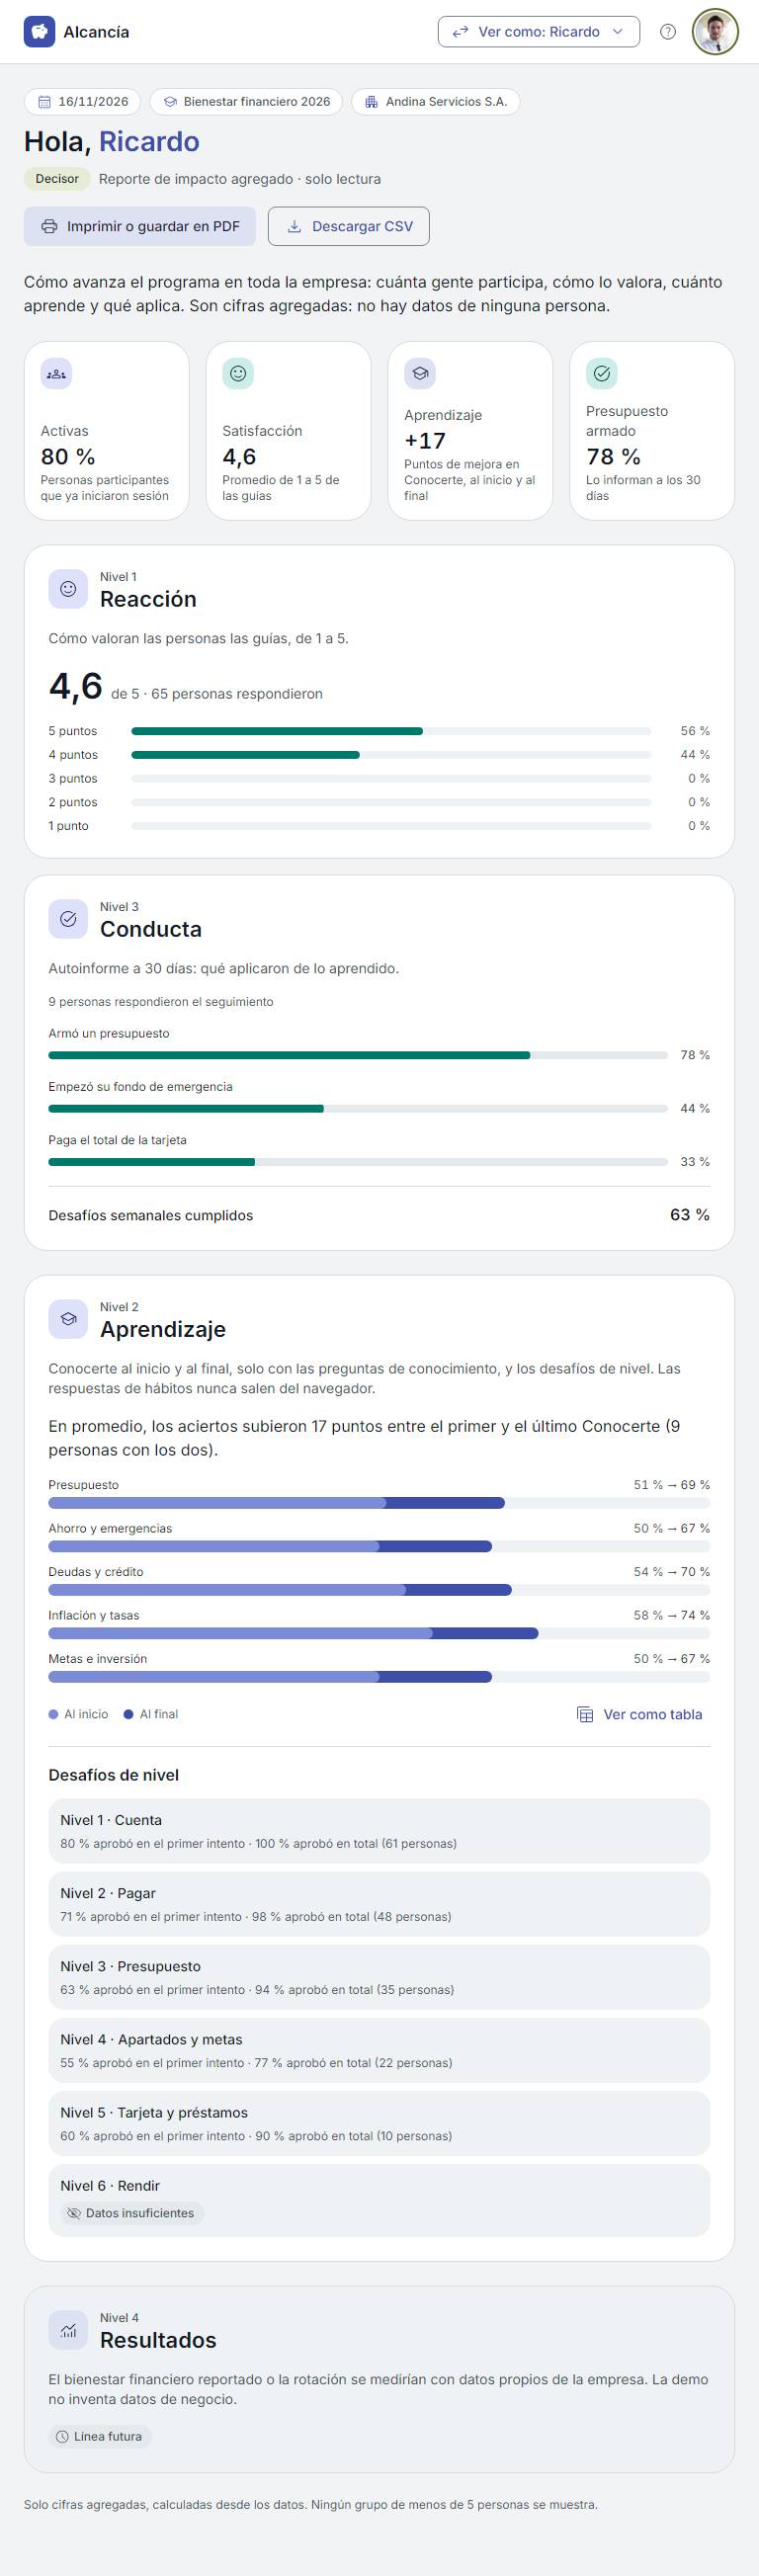 Alcancía
Ver como: Ricardo
16/11/2026
Bienestar financiero 2026
Andina Servicios S.A.
Hola, Ricardo
Decisor
Reporte de impacto agregado · solo lectura
Imprimir o guardar en PDF
Descargar CSV
Cómo avanza el programa en toda la empresa: cuánta gente participa, cómo lo valora, cuánto
aprende y qué aplica. Son cifras agregadas: no hay datos de ninguna persona.
Activas
80 %
Personas participantes
que ya iniciaron sesión
Satisfacción
4,6
Promedio de 1 a 5 de
las guías
Aprendizaje
+17
Puntos de mejora en
Conocerte, al inicio y al
final
Presupuesto
armado
78 %
Lo informan a los 30
días
Nivel 1
Reacción
Cómo valoran las personas las guías, de 1 a 5.
4,6 de 5 · 65 personas respondieron
5 puntos 56 %
4 puntos 44 %
3 puntos 0 %
2 puntos 0 %
1 punto 0 %
Nivel 3
Conducta
Autoinforme a 30 días: qué aplicaron de lo aprendido.
9 personas respondieron el seguimiento
Armó un presupuesto
78 %
Empezó su fondo de emergencia
44 %
Paga el total de la tarjeta
33 %
Desafíos semanales cumplidos 63 %
Nivel 2
Aprendizaje
Conocerte al inicio y al final, solo con las preguntas de conocimiento, y los desafíos de nivel. Las
respuestas de hábitos nunca salen del navegador.
En promedio, los aciertos subieron 17 puntos entre el primer y el último Conocerte (9
personas con los dos).
Presupuesto 51 % → 69 %
Ahorro y emergencias 50 % → 67 %
Deudas y crédito 54 % → 70 %
Inflación y tasas 58 % → 74 %
Metas e inversión 50 % → 67 %
Al inicio Al final Ver como tabla
Desafíos de nivel
Nivel 1 · Cuenta
80 % aprobó en el primer intento · 100 % aprobó en total (61 personas)
Nivel 2 · Pagar
71 % aprobó en el primer intento · 98 % aprobó en total (48 personas)
Nivel 3 · Presupuesto
63 % aprobó en el primer intento · 94 % aprobó en total (35 personas)
Nivel 4 · Apartados y metas
55 % aprobó en el primer intento · 77 % aprobó en total (22 personas)
Nivel 5 · Tarjeta y préstamos
60 % aprobó en el primer intento · 90 % aprobó en total (10 personas)
Nivel 6 · Rendir
Datos insuficientes
Nivel 4
Resultados
El bienestar financiero reportado o la rotación se medirían con datos propios de la empresa. La demo
no inventa datos de negocio.
Línea futura
Solo cifras agregadas, calculadas desde los datos. Ningún grupo de menos de 5 personas se muestra.